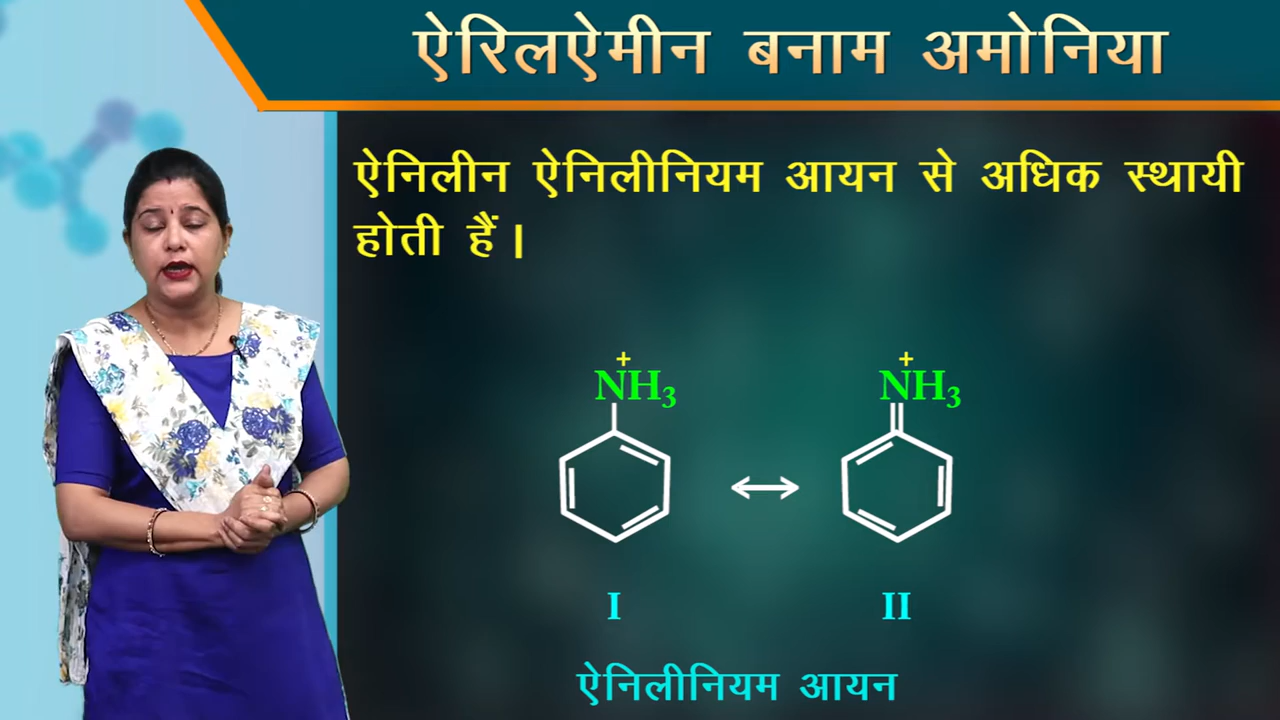 ऐरिलऐमीन बनाम अमोनिया
ऐनिलीन ऐनिलीनियम आयन से अधिक स्थायी
होती हैं।
+ +
NH3 NH3
↔
I II
ऐनिलीनियम आयन